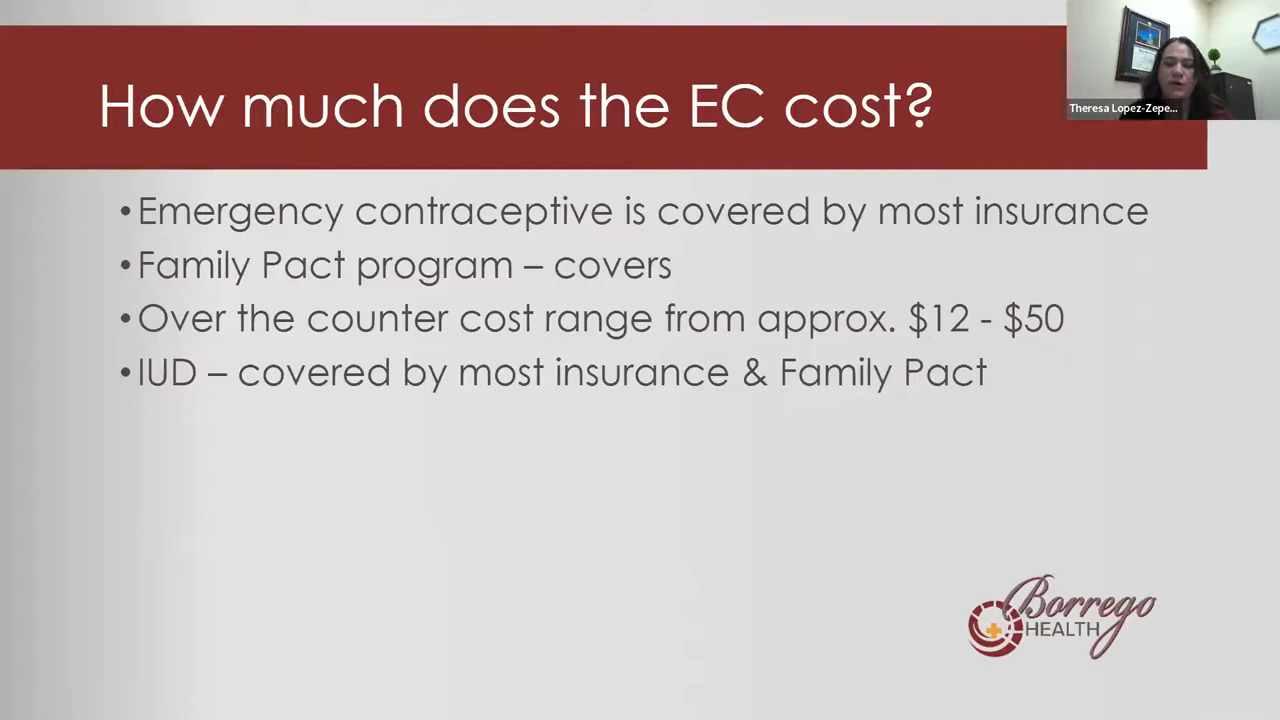 How much does the EC cost?
Theresa Lopez-Zepe...
•Emergency contraceptive is covered by most insurance
•Family Pact program – covers
•Over the counter cost range from approx. $12 - $50
•IUD – covered by most insurance & Family Pact
Borrego
HEALTH